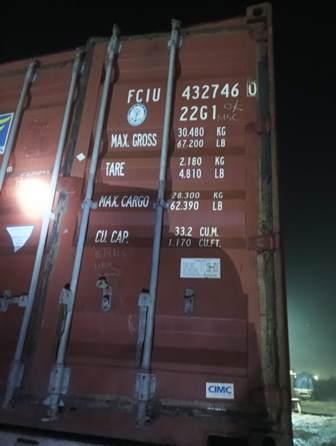 FCIU 432746 0
22G1 OK
MAX. GROSS 30.480 KG
67.200 LB
TARE 2.180 KG
4.810 LB
MAX. CARGO 28.300 KG
62.390 LB
CU. CAP. 33.2 CU.M.
1.170 CU.FT.
CIMC